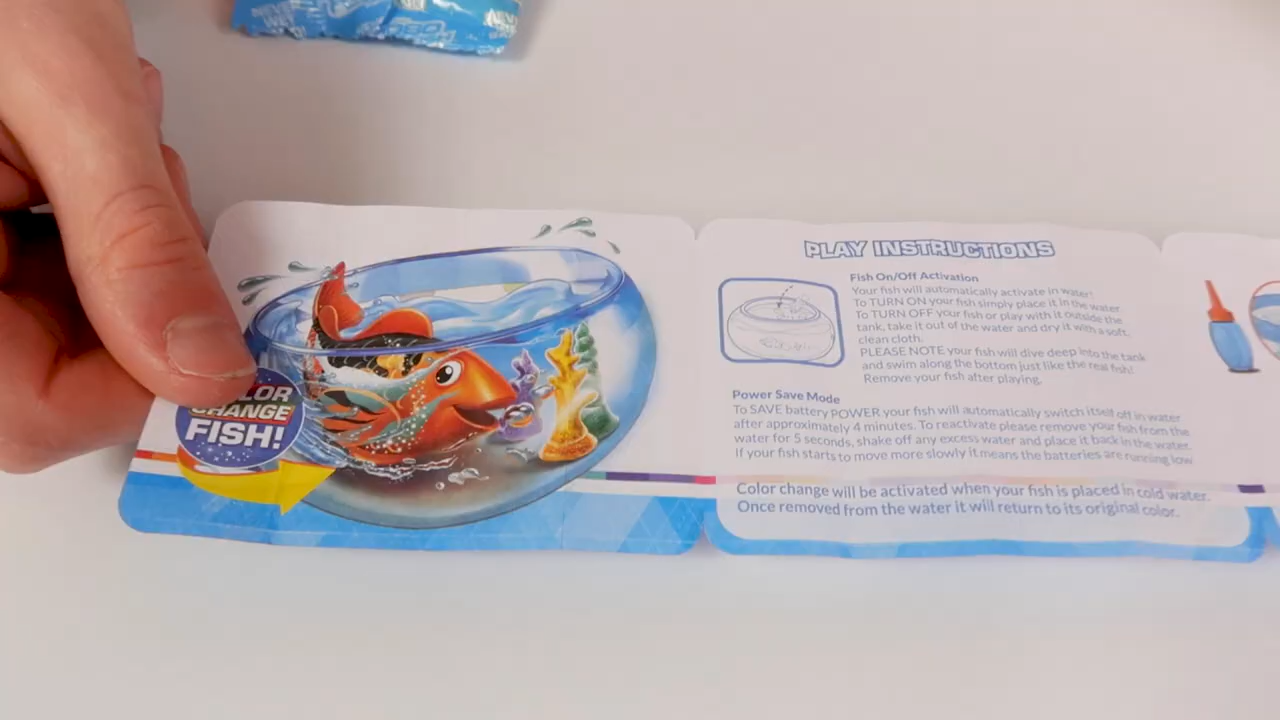 CHANGE
FISH!
PLAY INSTRUCTIONS
Fish On/Off Activation
Your fish will automatically activate in water!
To TURN ON your fish simply place it in the water.
To TURN OFF your fish or play with it outside the
tank, take it out of the water and dry it with a soft,
clean cloth.
PLEASE NOTE your fish will dive deep into the tank
and swim along the bottom just like the real fish!
Remove your fish after playing.
Power Save Mode
To SAVE battery POWER your fish will automatically switch itself off in water
after approximately 4 minutes. To reactivate please remove your fish from the
water for 5 seconds, shake off any excess water and place it back in the water.
If your fish starts to move more slowly it means the batteries are running low
Color change will be activated when your fish is placed in cold water.
Once removed from the water it will return to its original color.